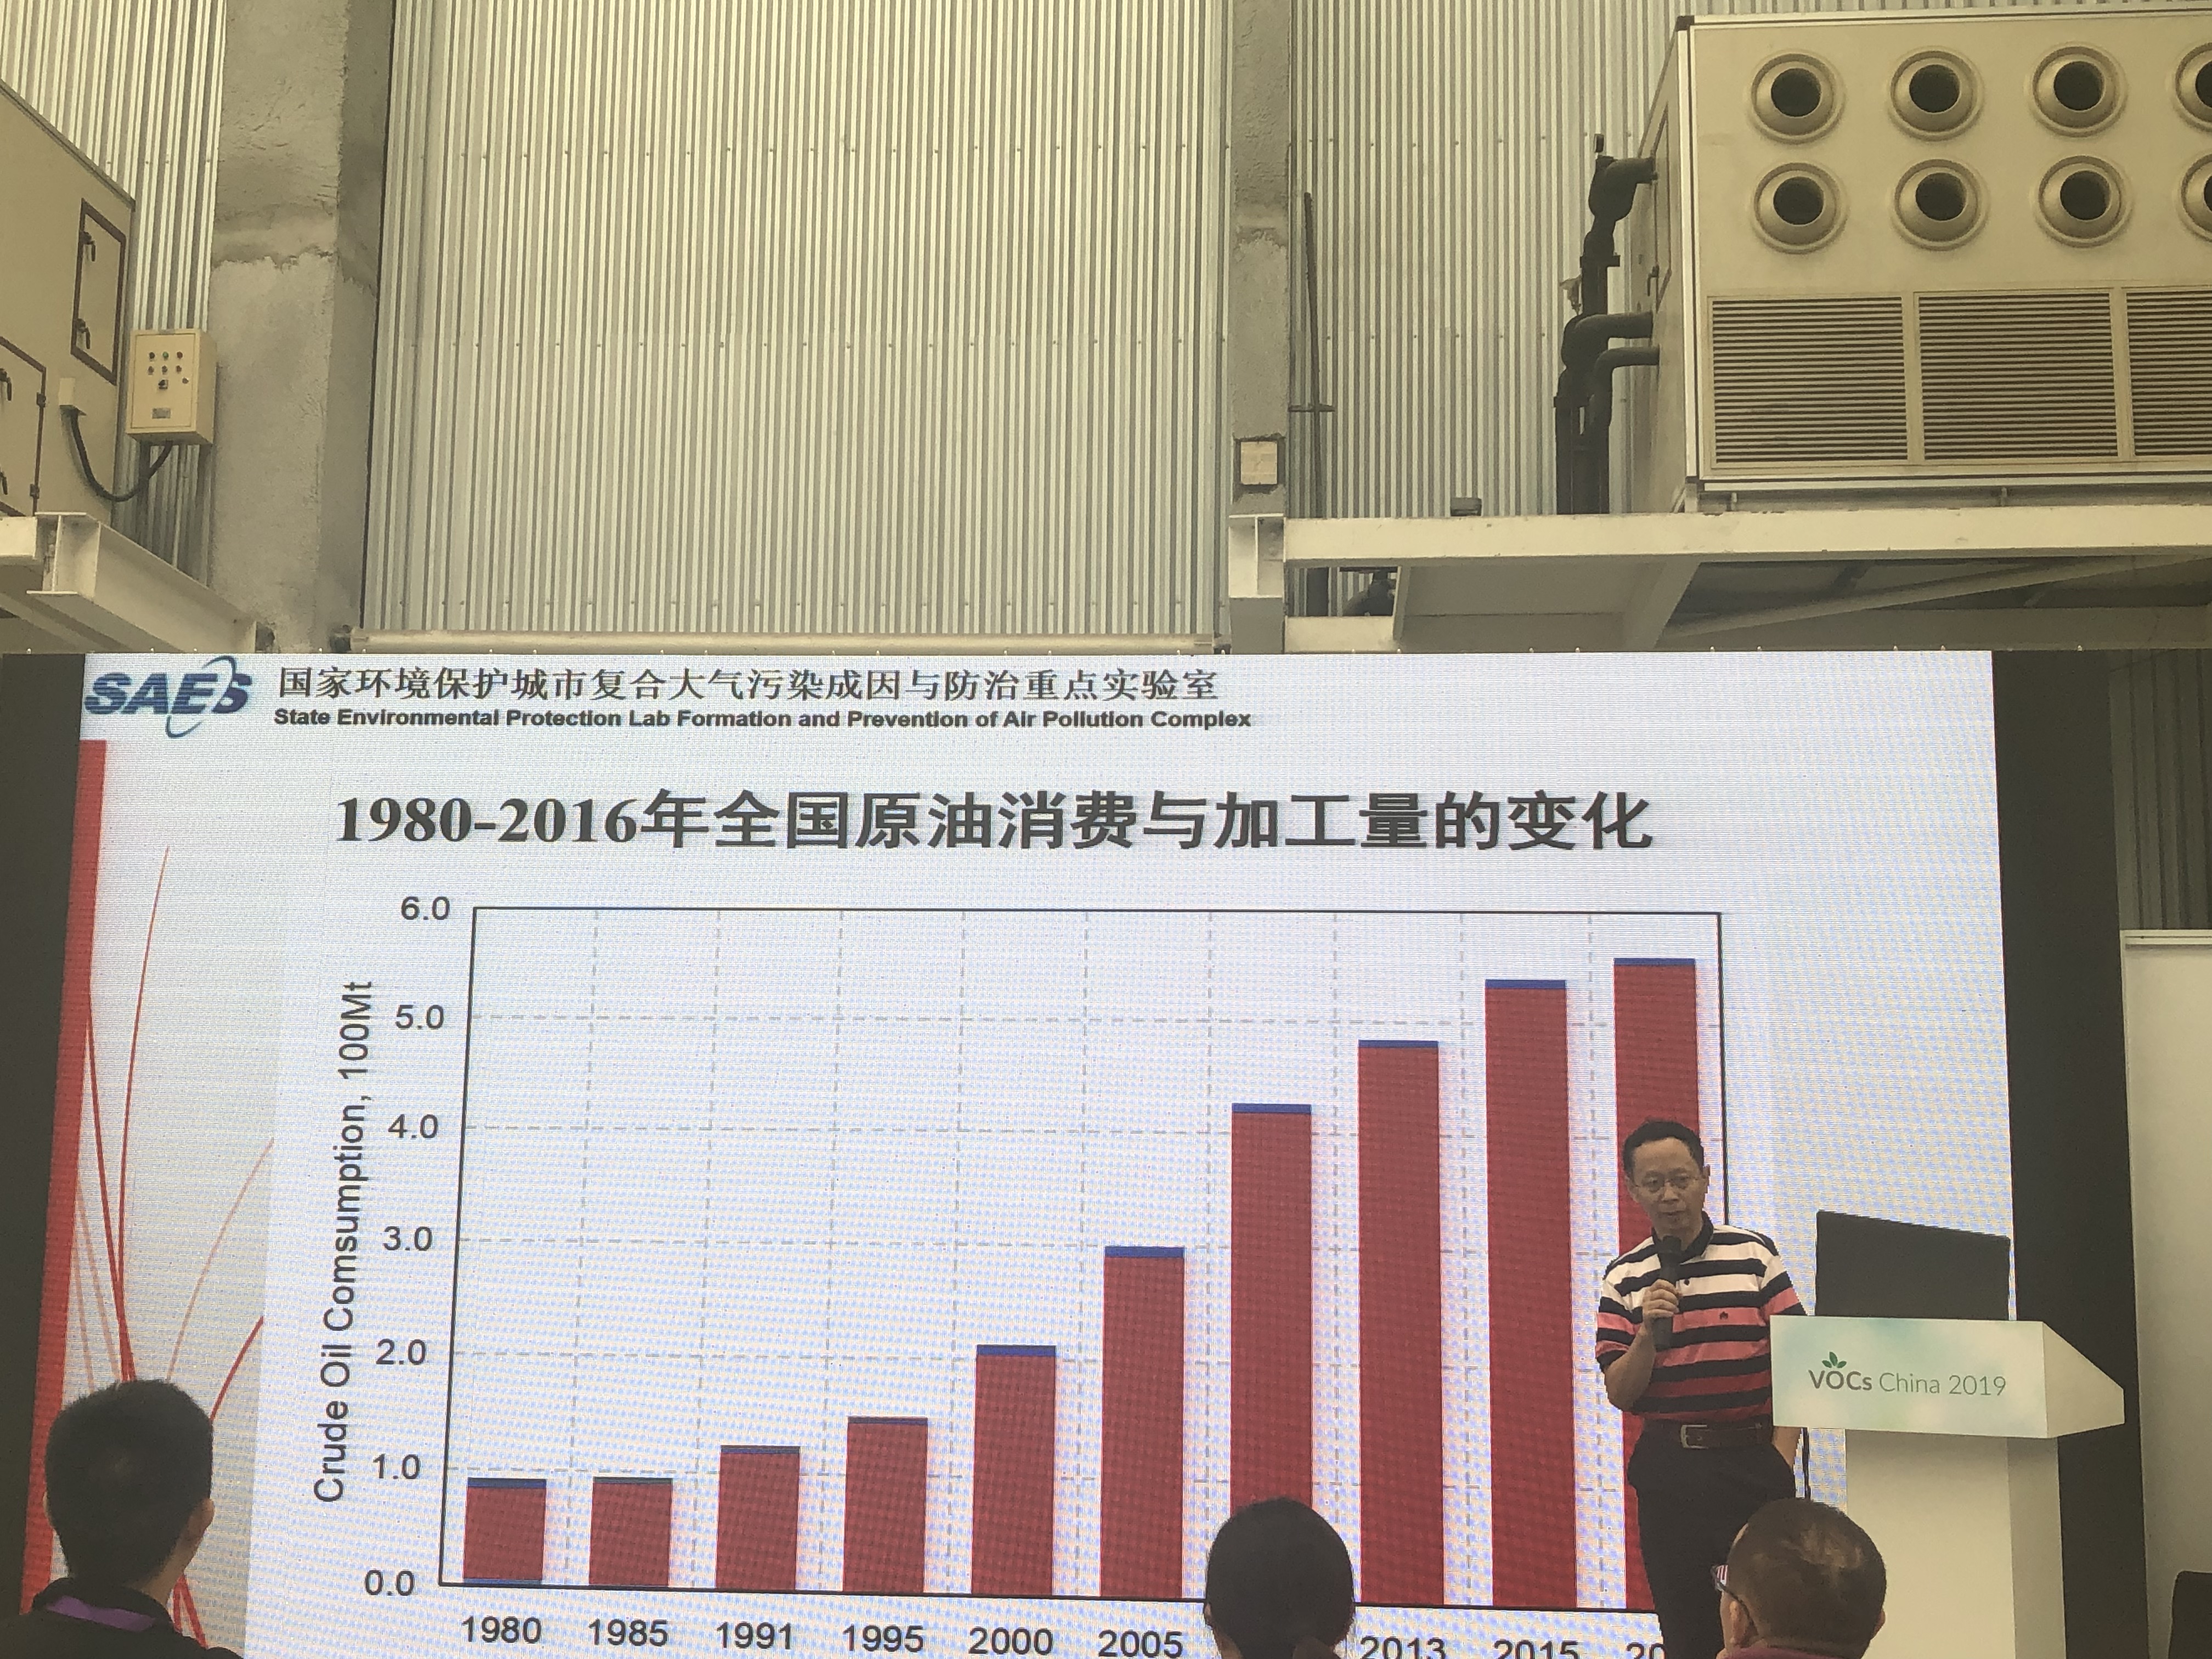 SAES
国家环境保护城市复合大气污染成因与防治重点实验室
State Environmental Protection Lab Formation and Prevention of Air Pollution Complex
1980-2016年全国原油消费与加工量的变化
Crude Oil Comsumption, 100Mt
6.0
5.0
4.0
3.0
2.0
1.0
0.0
1980 1985 1991 1995 2000 2005 2013 2015
VOCs China 2019